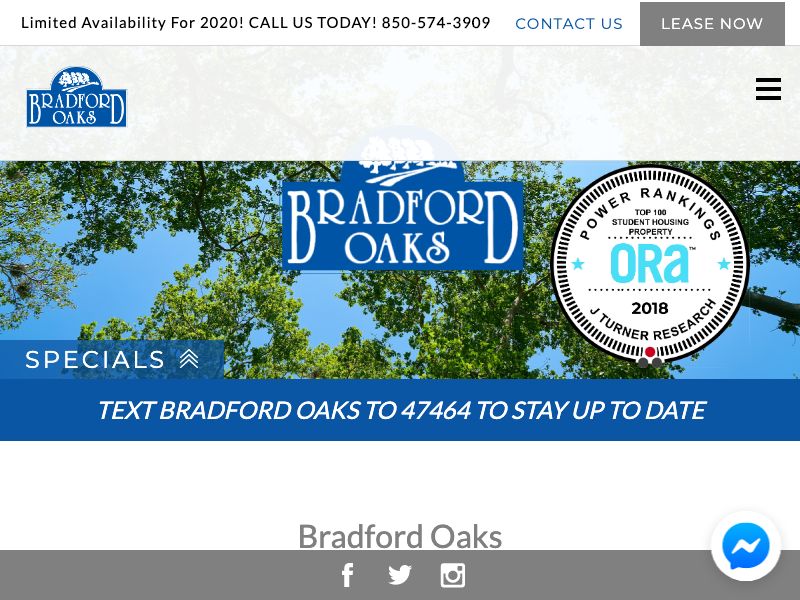 Limited Availability For 2020! CALL US TODAY! 850-574-3909
CONTACT US
LEASE NOW
BRADFORD
OAKS
BRADFORD
OAKS
POWER RANKINGS
TOP 100
STUDENT HOUSING
PROPERTY
ORa™
2018
J TURNER RESEARCH
SPECIALS
TEXT BRADFORD OAKS TO 47464 TO STAY UP TO DATE
Bradford Oaks